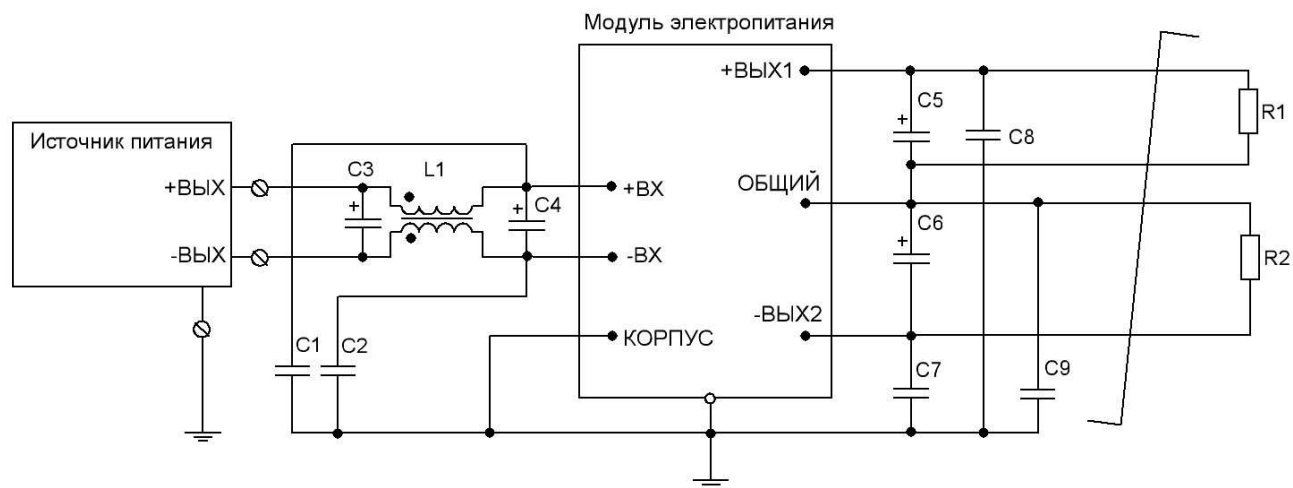 Модуль электропитания
+ВЫХ1
C5
+
C8
R1
Источник питания
+ВЫХ
C3
+
L1
+
C4
+ВХ
ОБЩИЙ
C6
+
-ВЫХ
-ВХ
R2
-ВЫХ2
КОРПУС
C1
C2
C7
C9